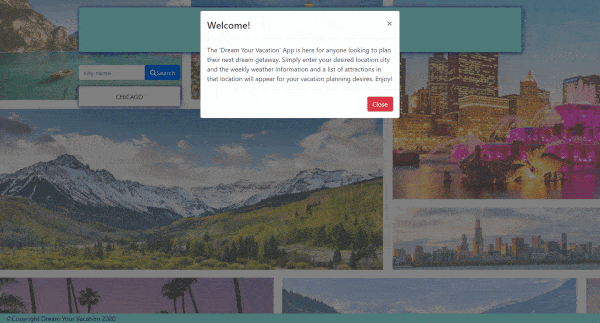 Welcome!
×
The 'Dream Your Vacation' App is here for anyone looking to plan
their next dream getaway. Simply enter your desired location city
and the weekly weather information and a list of attractions in
that location will appear for your vacation planning desires. Enjoy!
Close
city name
Search
CHICAGO
©Copyright Dream Your Vacation 2020